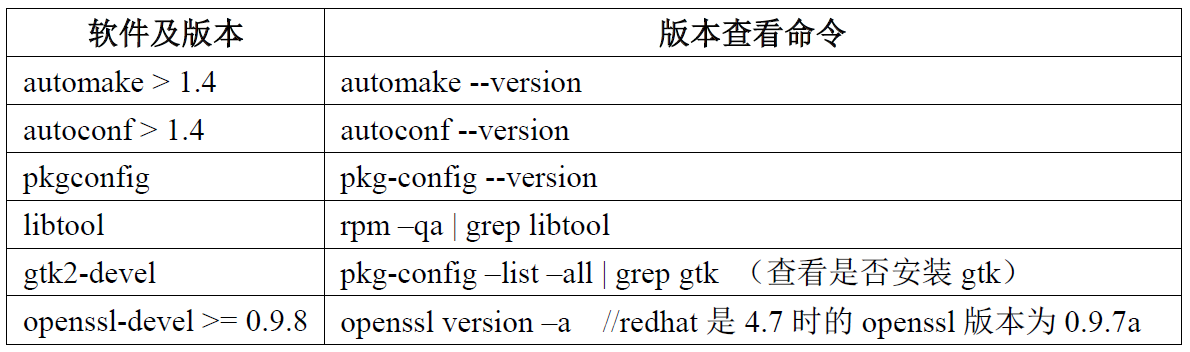 软件及版本 版本查看命令
automake > 1.4 automake --version
autoconf > 1.4 autoconf --version
pkgconfig pkg-config --version
libtool rpm –qa | grep libtool
gtk2-devel pkg-config –list –all | grep gtk （查看是否安装 gtk）
openssl-devel >= 0.9.8 openssl version –a //redhat 是 4.7 时的 openssl 版本为 0.9.7a